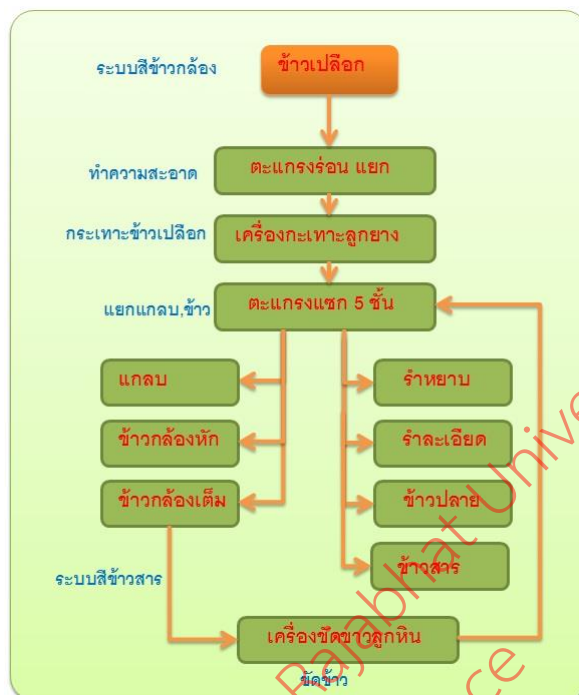 ระบบสีข้าวกล้อง
ข้าวเปลือก
ทำความสะอาด
ตะแกรงร่อน แยก
กระเทาะข้าวเปลือก
เครื่องกะเทาะลูกยาง
แยกแกลบ,ข้าว
ตะแกรงแซก 5 ชั้น
แกลบ
รำหยาบ
ข้าวกล้องหัก
รำละเอียด
ข้าวกล้องเต็ม
ข้าวปลาย
ข้าวสาร
ระบบสีข้าวสาร
เครื่องขัดขาวลูกหิน
ขัดข้าว
Rajabhat